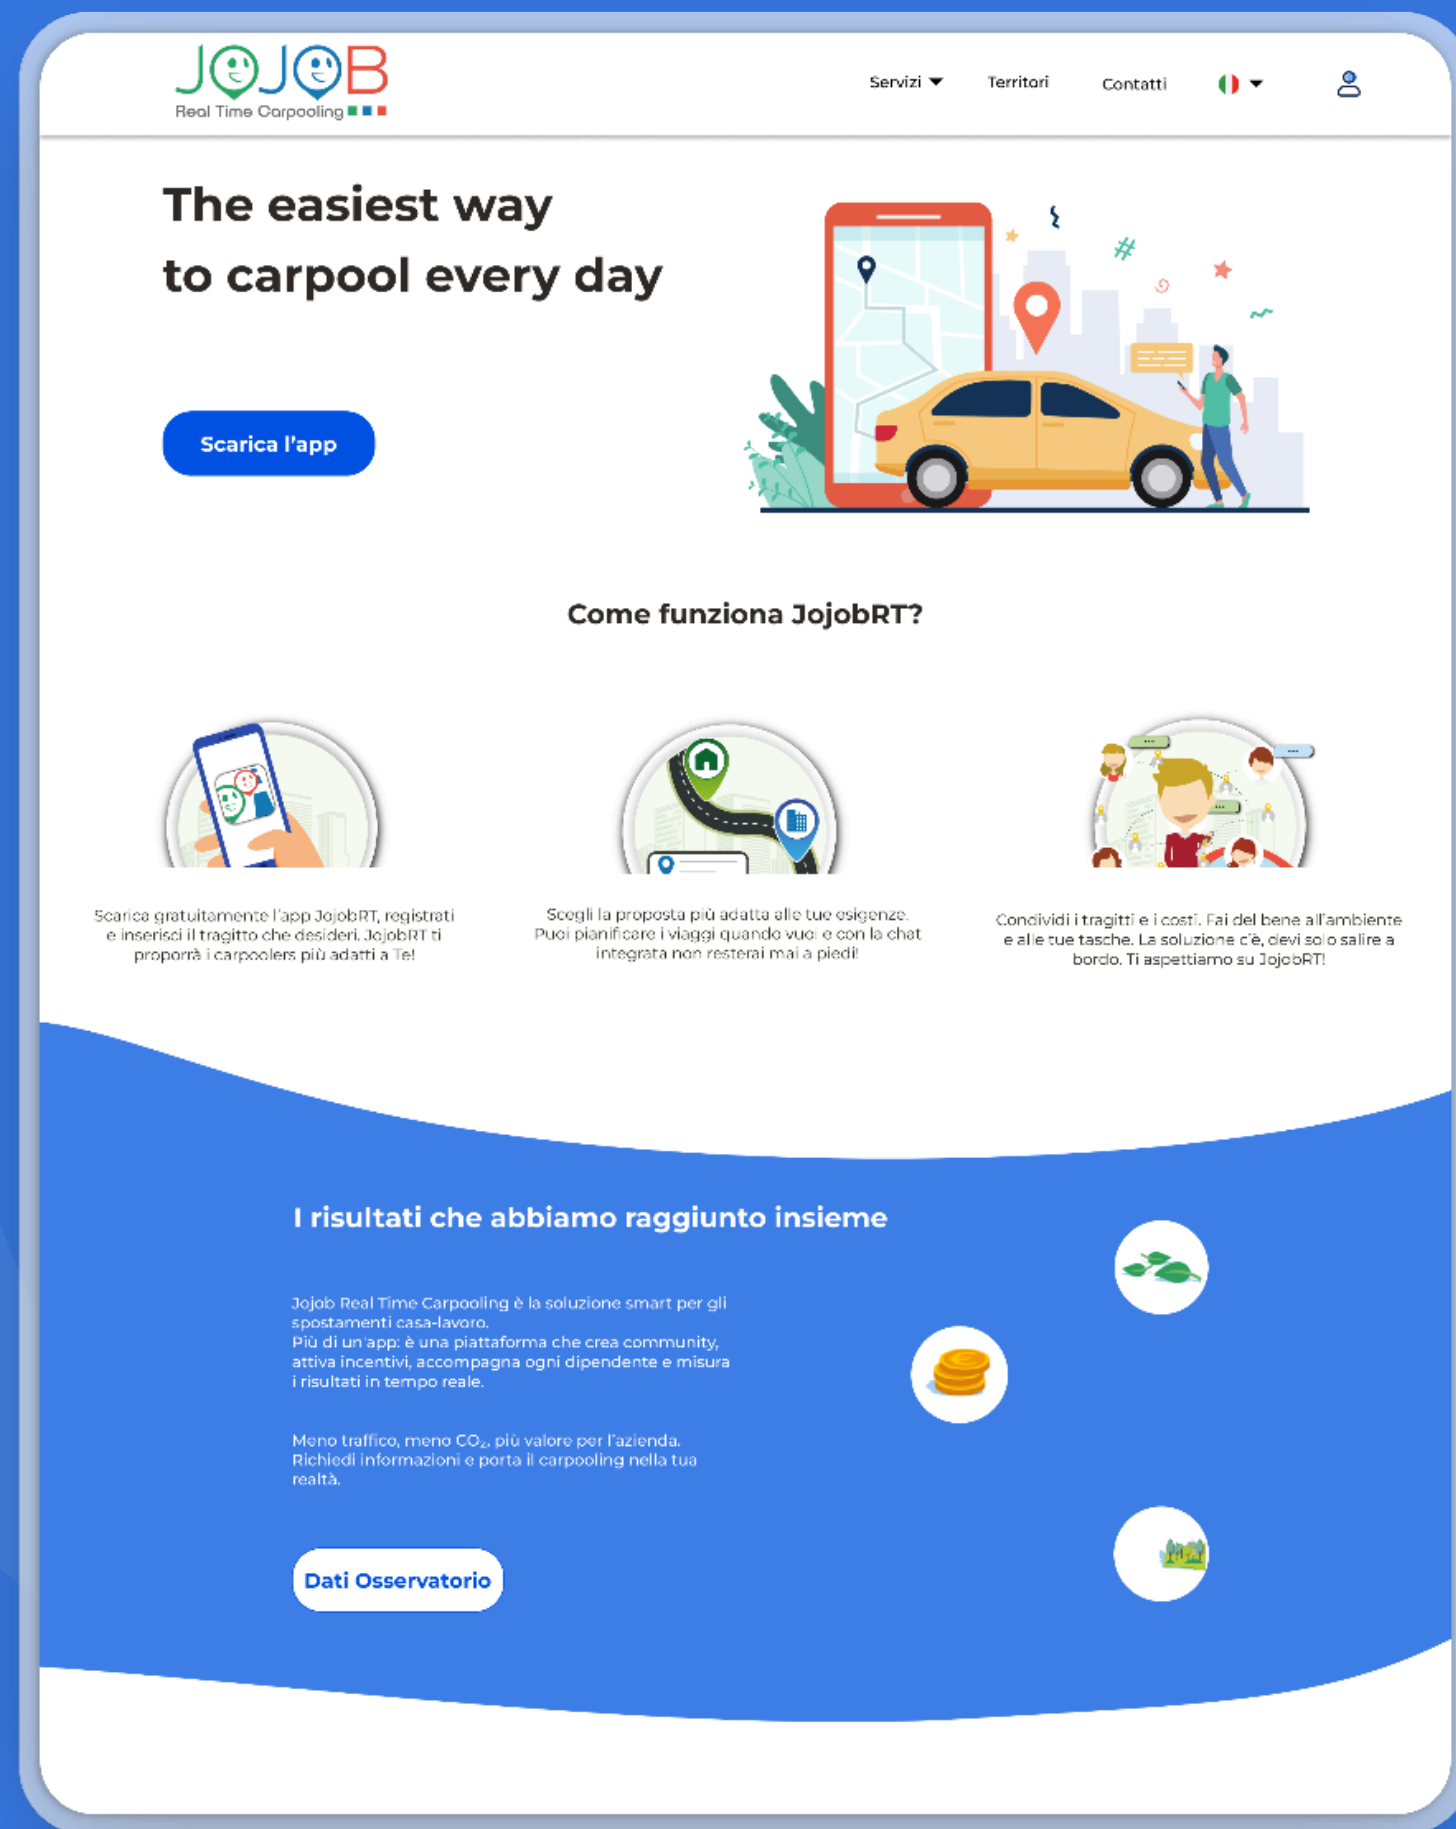 JOJOB
Real Time Carpooling
Servizi
Territori
Contatti
The easiest way
to carpool every day
Scarica l'app
Come funziona JojobRT?
Scarica gratuitamente l'app JojobRT, registrati
e inserisci il tragitto che desideri. JojobRT ti
proporrà i carpoolers più adatti a Te!
Scegli la proposta più adatta alle tue esigenze.
Puoi pianificare i viaggi quando vuoi e con la chat
integrata non resterai mai a piedi!
Condividi i tragitti e i costi. Fai del bene all'ambiente
e alle tue tasche. La soluzione c'è, devi solo salire a
bordo. Ti aspettiamo su JojobRT!
I risultati che abbiamo raggiunto insieme
Jojob Real Time Carpooling è la soluzione smart per gli
spostamenti casa-lavoro.
Più di un'app: è una piattaforma che crea community,
attiva incentivi, accompagna ogni dipendente e misura
i risultati in tempo reale.
Meno traffico, meno CO₂, più valore per l'azienda.
Richiedi informazioni e porta il carpooling nella tua
realtà.
Dati Osservatorio